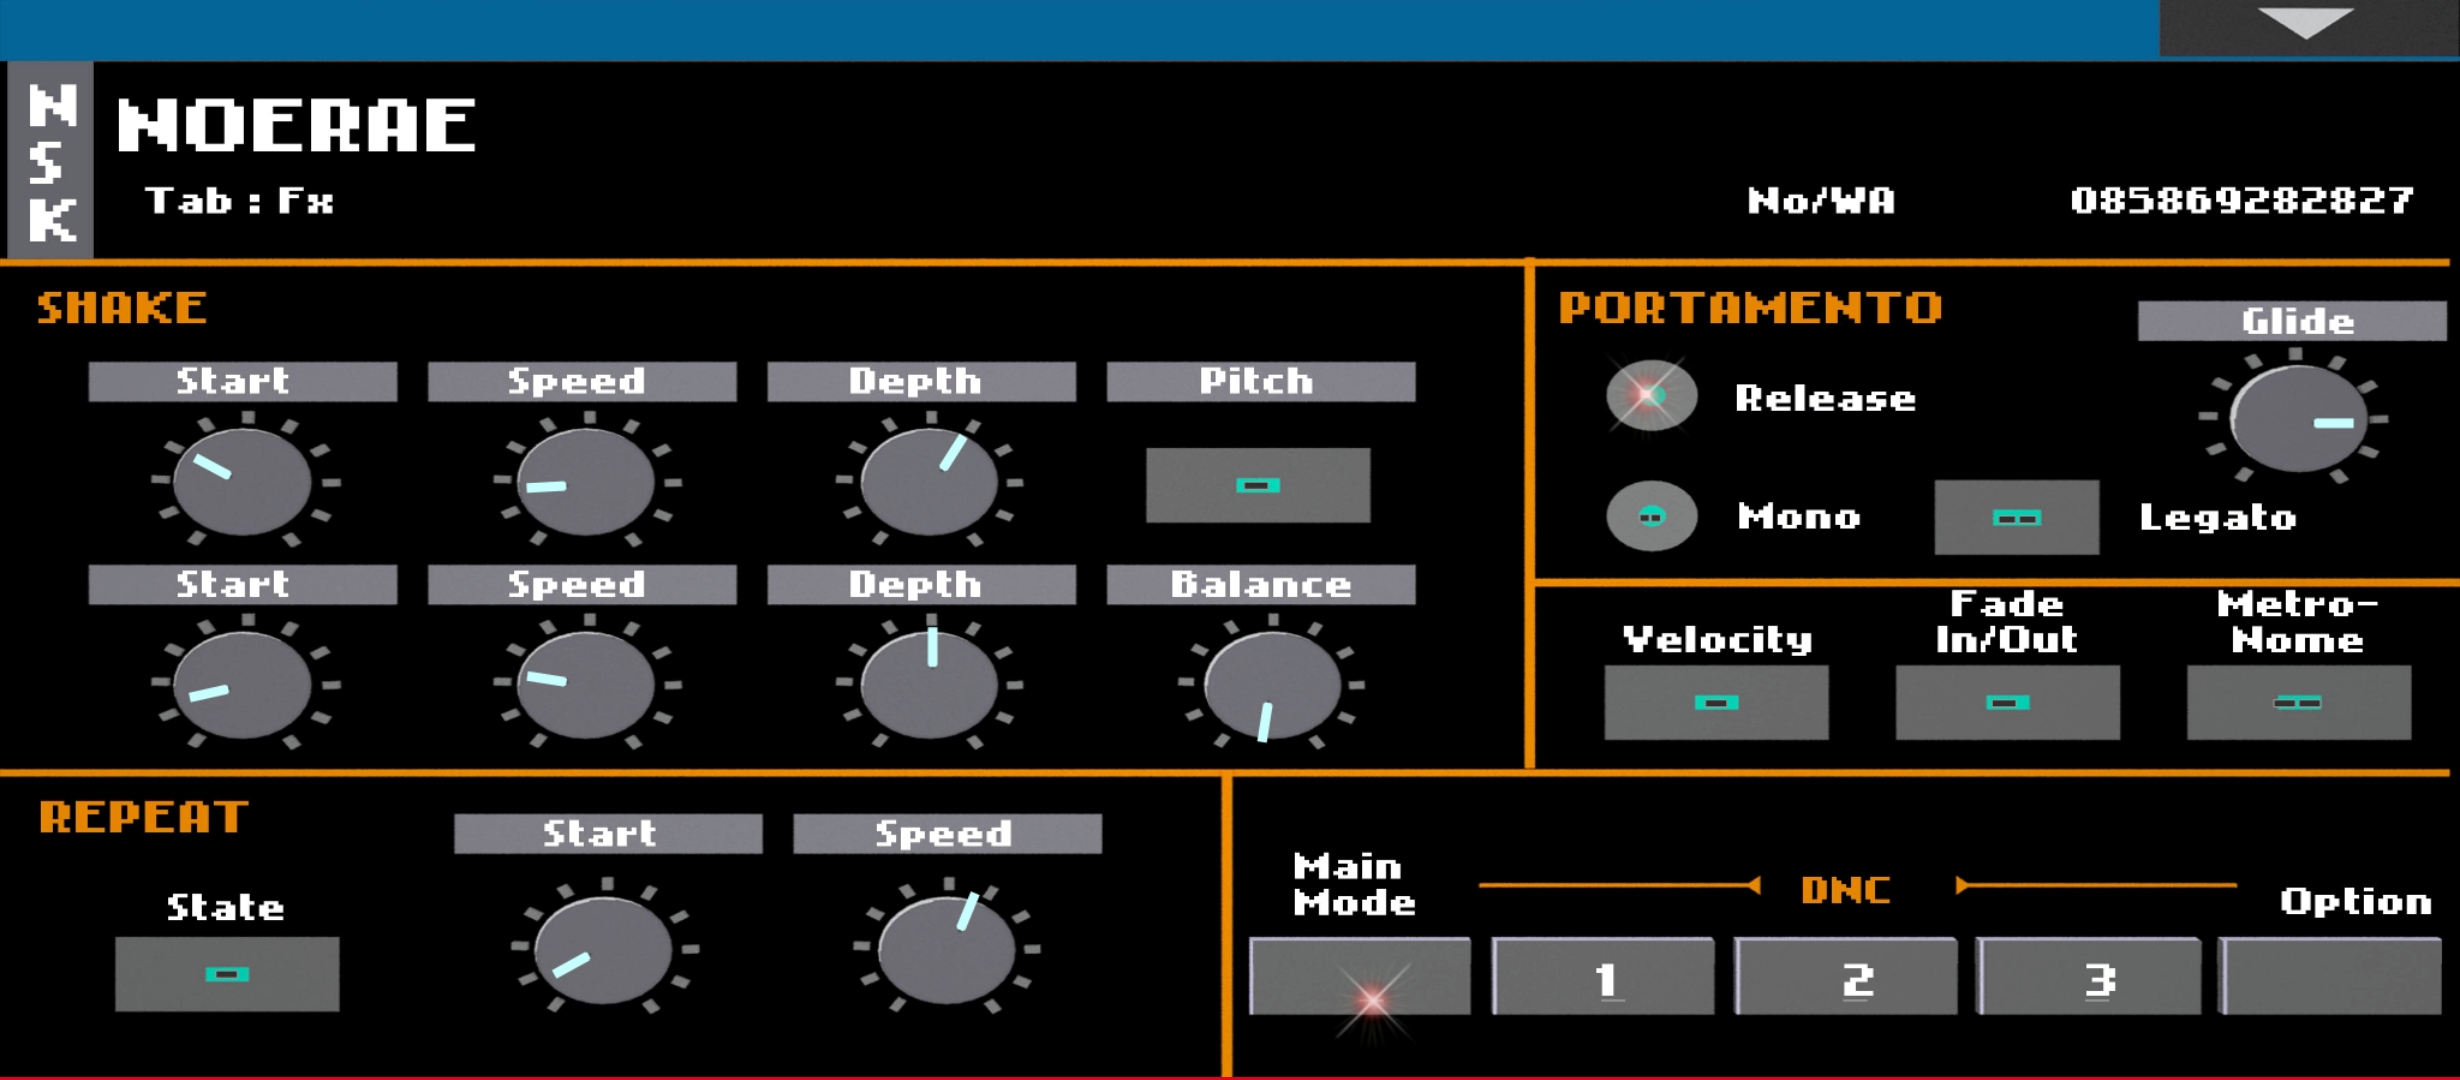 NSK
NOERAE
Tab : Fx
No/WA 085869282827
SHAKE
Start Speed Depth Pitch
Start Speed Depth Balance
PORTAMENTO
Glide
Release
Mono
Legato
Velocity
Fade
In/Out
Metro-
Nome
REPEAT
State
Start Speed
Main
Mode
DNC
Option
1 2 3